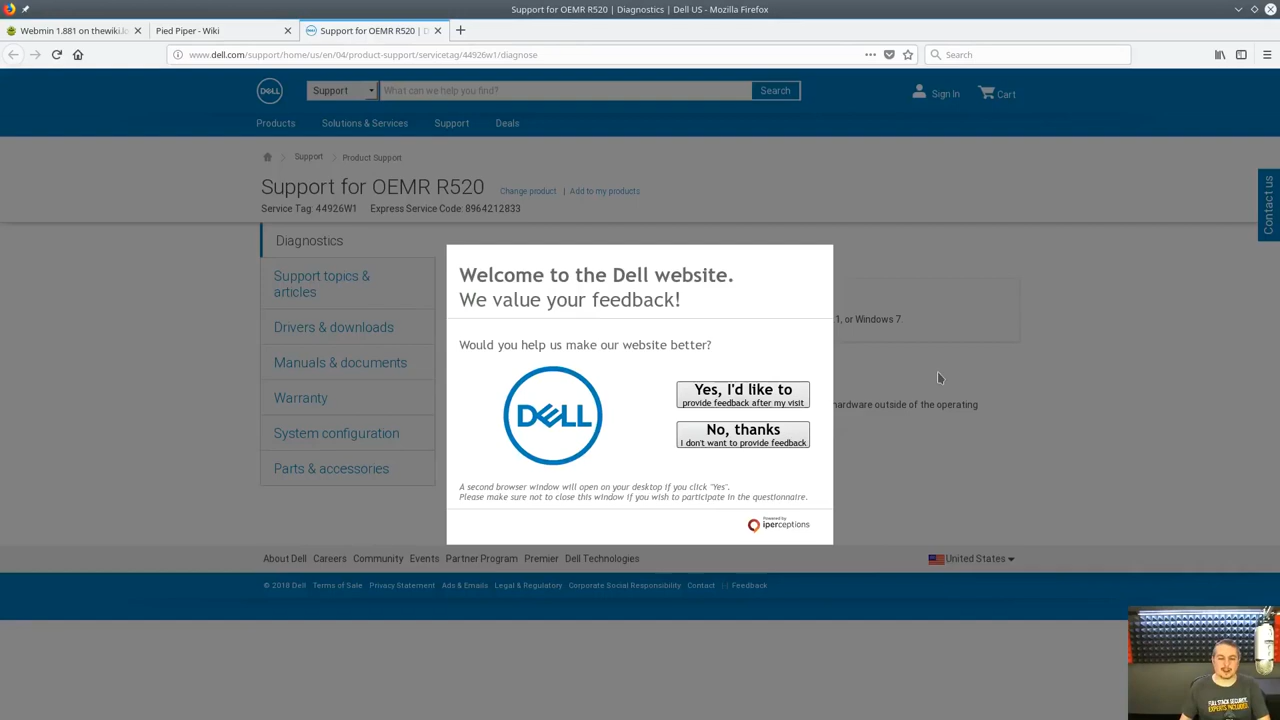 Support for OEMR R520 | Diagnostics | Dell US - Mozilla Firefox
Webmin 1.881 on thewiki.lo
Pied Piper - Wiki
Support for OEMR R520 | D
www.dell.com/support/home/us/en/04/product-support/servicetag/44926w1/diagnose
Search
DELL
Support
What can we help you find?
Search
Sign In
Cart
Products
Solutions & Services
Support
Deals
Support
Product Support
Support for OEMR R520
Change product | Add to my products
Service Tag: 44926W1
Express Service Code: 8964212833
Contact us
Diagnostics
Support topics &
articles
Drivers & downloads
Manuals & documents
Warranty
System configuration
Parts & accessories
1, or Windows 7.
hardware outside of the operating
Welcome to the Dell website.
We value your feedback!
Would you help us make our website better?
DELL
Yes, I'd like to
provide feedback after my visit
No, thanks
I don't want to provide feedback
A second browser window will open on your desktop if you click "Yes".
Please make sure not to close this window if you wish to participate in the questionnaire.
Powered by
iperceptions
About Dell
Careers
Community
Events
Partner Program
Premier
Dell Technologies
United States
© 2018 Dell
Terms of Sale
Privacy Statement
Ads & Emails
Legal & Regulatory
Corporate Social Responsibility
Contact
[-] Feedback
FULL STACK SECURITY
EXPERTS INCLUDED